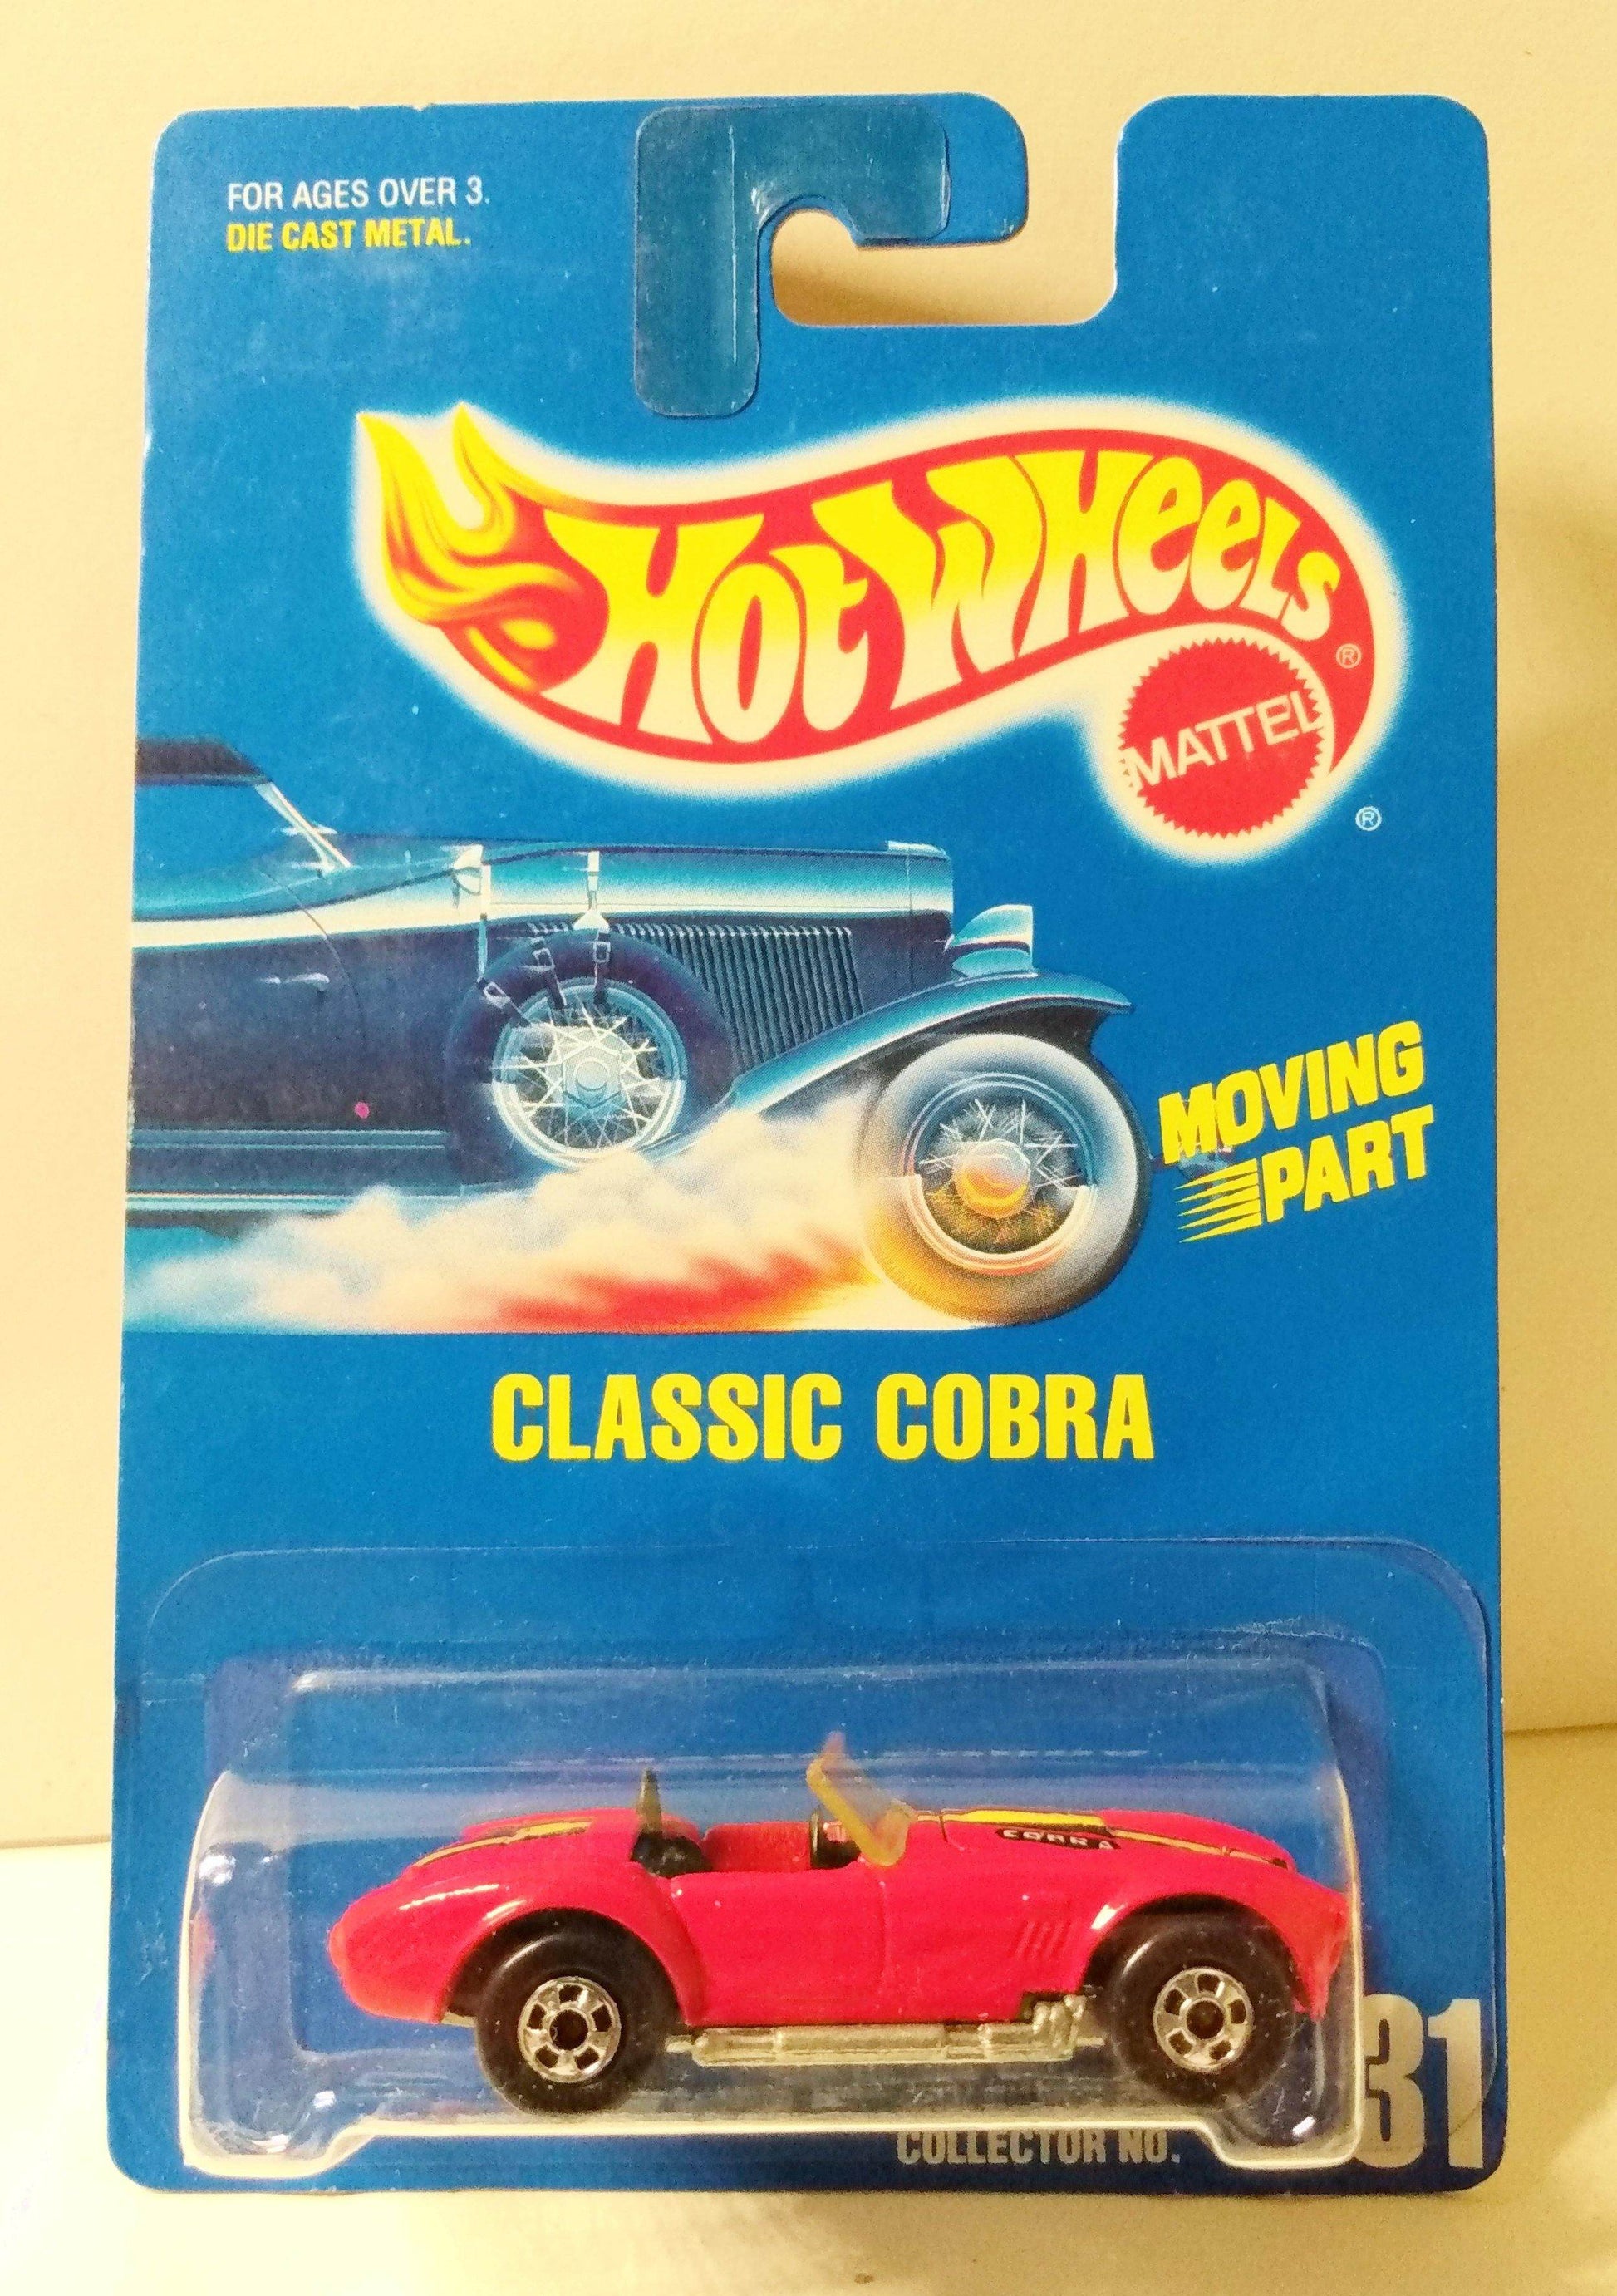 FOR AGES OVER 3.
DIE CAST METAL.
HOT WHEELS®
MATTEL
®
MOVING
PART
CLASSIC COBRA
COBRA
COLLECTOR NO.
31